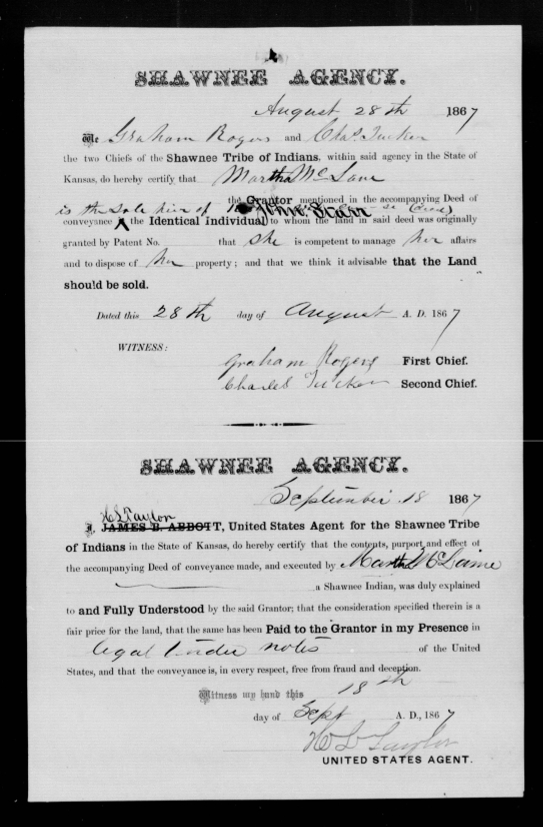 SHAWNEE AGENCY.
August 28th 1867
We Graham Rogers and Chas. Tucker
the two Chiefs of the Shawnee Tribe of Indians, within said agency in the State of
Kansas, do hereby certify that Martha McLane
the Grantor mentioned in the accompanying Deed of
is the sole heir of
conveyance the Identical Individual to whom the land in said deed was originally
granted by Patent No. that she is competent to manage her affairs
and to dispose of her property; and that we think it advisable that the Land
should be sold.
Dated this 28th day of August A. D. 1867
WITNESS:
Graham Rogers First Chief.
Charles Tucker Second Chief.
SHAWNEE AGENCY.
September 18 1867
H L Taylor
I, JAMES B. ABBOTT, United States Agent for the Shawnee Tribe
of Indians in the State of Kansas, do hereby certify that the contents, purport and effect of
the accompanying Deed of conveyance made, and executed by Martha McLane
a Shawnee Indian, was duly explained
to and Fully Understood by the said Grantor; that the consideration specified therein is a
fair price for the land, that the same has been Paid to the Grantor in my Presence in
legal tender notes of the United
States, and that the conveyance is, in every respect, free from fraud and deception.
Witness my hand this 18th
day of Sept A. D., 1867
H L Taylor
UNITED STATES AGENT.